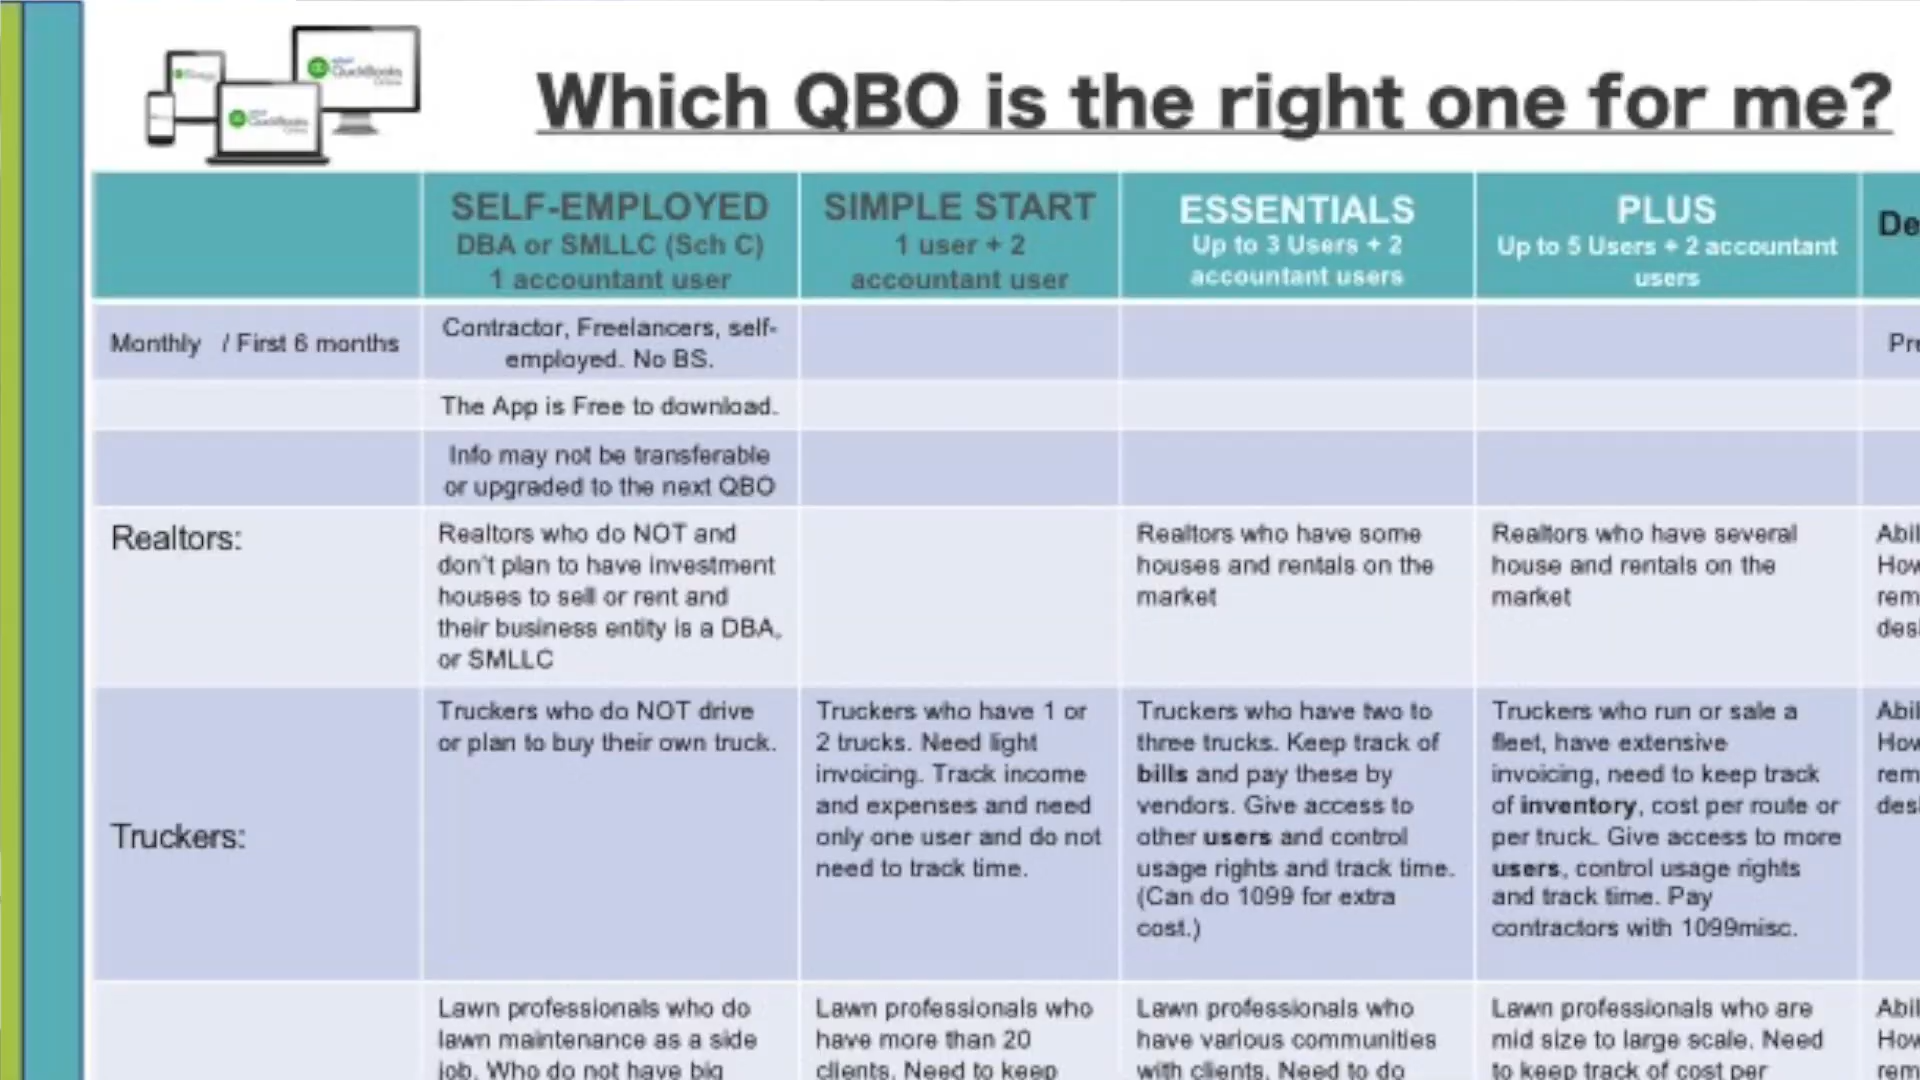 QuickBooks
QuickBooks
Which QBO is the right one for me?
SELF-EMPLOYED
DBA or SMLLC (Sch C)
1 accountant user
SIMPLE START
1 user + 2
accountant user
ESSENTIALS
Up to 3 Users + 2
accountant users
PLUS
Up to 5 Users + 2 accountant
users
De
Monthly / First 6 months
Contractor, Freelancers, self-
employed. No BS.
Pre
The App is Free to download.
Info may not be transferable
or upgraded to the next QBO
Realtors:
Realtors who do NOT and
don't plan to have investment
houses to sell or rent and
their business entity is a DBA,
or SMLLC
Realtors who have some
houses and rentals on the
market
Realtors who have several
house and rentals on the
market
Abil
How
rem
desl
Truckers:
Truckers who do NOT drive
or plan to buy their own truck.
Truckers who have 1 or
2 trucks. Need light
invoicing. Track income
and expenses and need
only one user and do not
need to track time.
Truckers who have two to
three trucks. Keep track of
bills and pay these by
vendors. Give access to
other users and control
usage rights and track time.
(Can do 1099 for extra
cost.)
Truckers who run or sale a
fleet, have extensive
invoicing, need to keep track
of inventory, cost per route or
per truck. Give access to more
users, control usage rights
and track time. Pay
contractors with 1099misc.
Abil
How
rem
desl
Lawn professionals who do
lawn maintenance as a side
job. Who do not have big
Lawn professionals who
have more than 20
clients. Need to keep
Lawn professionals who
have various communities
with clients. Need to do
Lawn professionals who are
mid size to large scale. Need
to keep track of cost per
Abil
How
rem